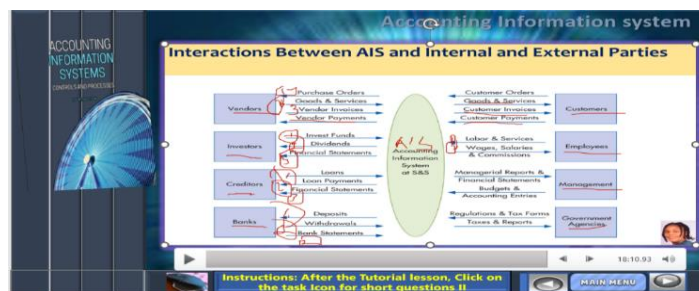 Accounting Information system
ACCOUNTING
INFORMATION
SYSTEMS
CONTROLS AND PROCESSES
Interactions Between AIS and Internal and External Parties
Vendors
Purchase Orders
Goods & Services
Vendor Invoices
Vendor Payments
Investors
Invest Funds
Dividends
Financial Statements
Creditors
Loans
Loan Payments
Financial Statements
Banks
Deposits
Withdrawals
Bank Statements
AIS
Accounting
Information
System
at S&S
Customer Orders
Goods & Services
Customer Invoices
Customer Payments
Customers
Labor & Services
Wages, Salaries
& Commissions
Employees
Managerial Reports &
Financial Statements
Budgets &
Accounting Entries
Management
Regulations & Tax Forms
Taxes & Reports
Government
Agencies
18:10.93
Instructions: After the Tutorial lesson, Click on
the task Icon for short questions II
MAIN MENU